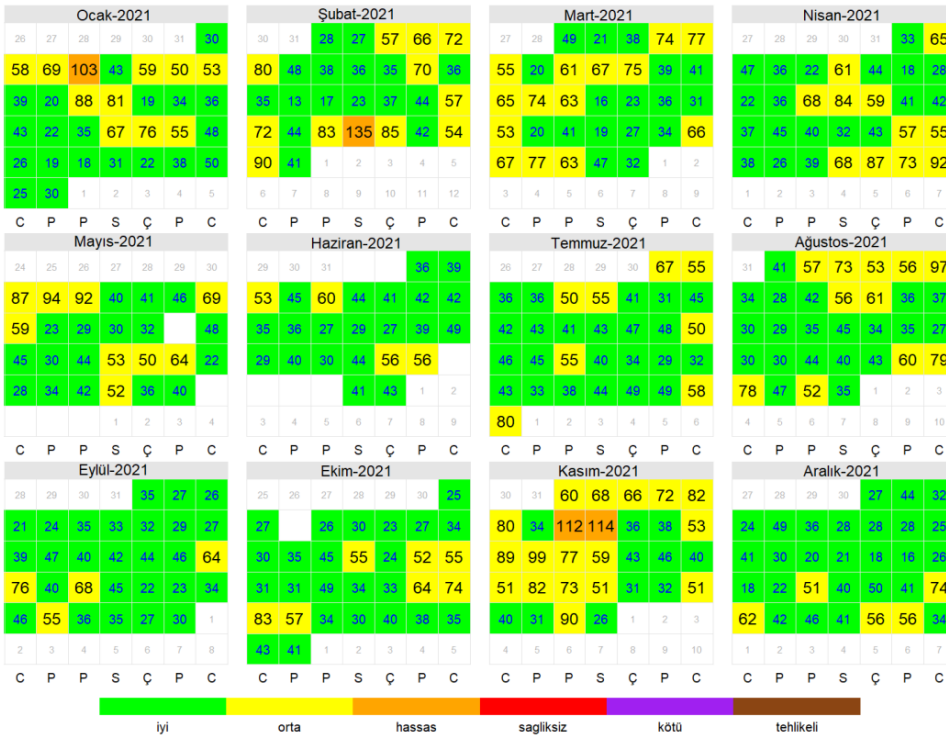 Ocak-2021
26 27 28 29 30 31 30
58 69 103 43 59 50 53
39 20 88 81 19 34 36
43 22 35 67 76 55 48
26 19 18 31 22 38 50
25 30 1 2 3 4 5
C P P S Ç P C
Şubat-2021
30 31 28 27 57 66 72
80 48 38 36 35 70 36
35 13 17 23 37 44 57
72 44 83 135 85 42 54
90 41 1 2 3 4 5
6 7 8 9 10 11 12
C P P S Ç P C
Mart-2021
27 28 49 21 38 74 77
55 20 61 67 75 39 41
65 74 63 16 23 36 31
53 20 41 19 27 34 66
67 77 63 47 32 1 2
3 4 5 6 7 8 9
C P P S Ç P C
Nisan-2021
27 28 29 30 31 33 65
47 36 22 61 44 18 28
22 36 68 84 59 41 42
37 45 40 32 43 57 55
38 26 39 68 87 73 92
1 2 3 4 5 6 7
C P P S Ç P C
Mayıs-2021
24 25 26 27 28 29 30
87 94 92 40 41 46 69
59 23 29 30 32 48
45 30 44 53 50 64 22
28 34 42 52 36 40
1 2 3 4
C P P S Ç P C
Haziran-2021
29 30 31 36 39
53 45 60 44 41 42 42
35 36 27 29 27 39 49
29 40 30 44 56 56
41 43 1 2
3 4 5 6 7 8 9
C P P S Ç P C
Temmuz-2021
26 27 28 29 30 67 55
36 36 50 55 41 31 45
42 43 41 43 47 48 50
46 45 55 40 34 29 32
43 33 38 44 49 49 58
80 1 2 3 4 5 6
C P P S Ç P C
Ağustos-2021
31 41 57 73 53 56 97
34 28 42 56 61 36 37
30 29 35 45 34 35 27
30 30 44 40 43 60 79
78 47 52 35 1 2 3
4 5 6 7 8 9 10
C P P S Ç P C
Eylül-2021
28 29 30 31 35 27 26
21 24 35 33 32 29 27
39 47 40 42 44 46 64
76 40 68 45 22 23 34
46 55 36 35 27 30 1
2 3 4 5 6 7 8
C P P S Ç P C
Ekim-2021
25 26 27 28 29 30 25
27 26 30 23 27 34
30 35 45 55 24 52 55
31 31 49 34 33 64 74
83 57 34 30 40 38 35
43 41 1 2 3 4 5
C P P S Ç P C
Kasım-2021
30 31 60 68 66 72 82
80 34 112 114 36 38 53
89 99 77 59 43 46 40
51 82 73 51 31 32 51
40 31 90 26 1 2 3
4 5 6 7 8 9 10
C P P S Ç P C
Aralık-2021
27 28 29 30 27 44 32
24 49 36 28 28 28 25
41 30 20 21 18 16 26
18 22 51 40 50 41 74
62 42 46 41 56 56 34
1 2 3 4 5 6 7
C P P S Ç P C
iyi orta hassas sagliksiz kötü tehlikeli